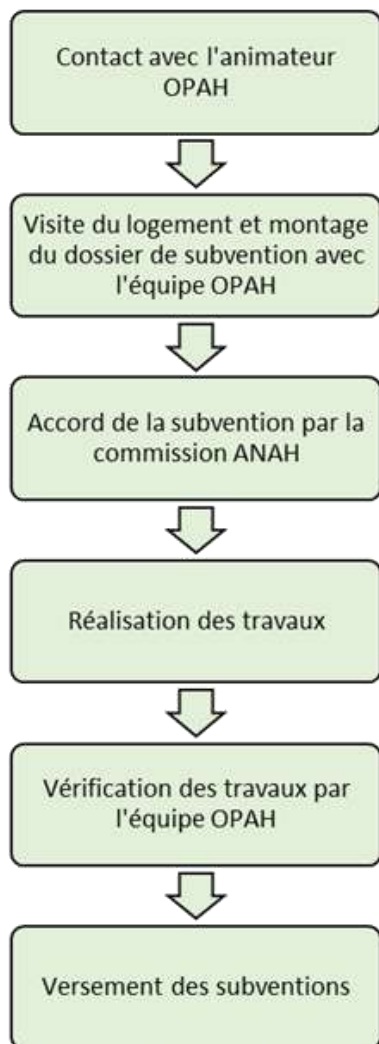 Contact avec l'animateur
OPAH
Visite du logement et montage
du dossier de subvention avec
l'équipe OPAH
Accord de la subvention par la
commission ANAH
Réalisation des travaux
Vérification des travaux par
l'équipe OPAH
Versement des subventions